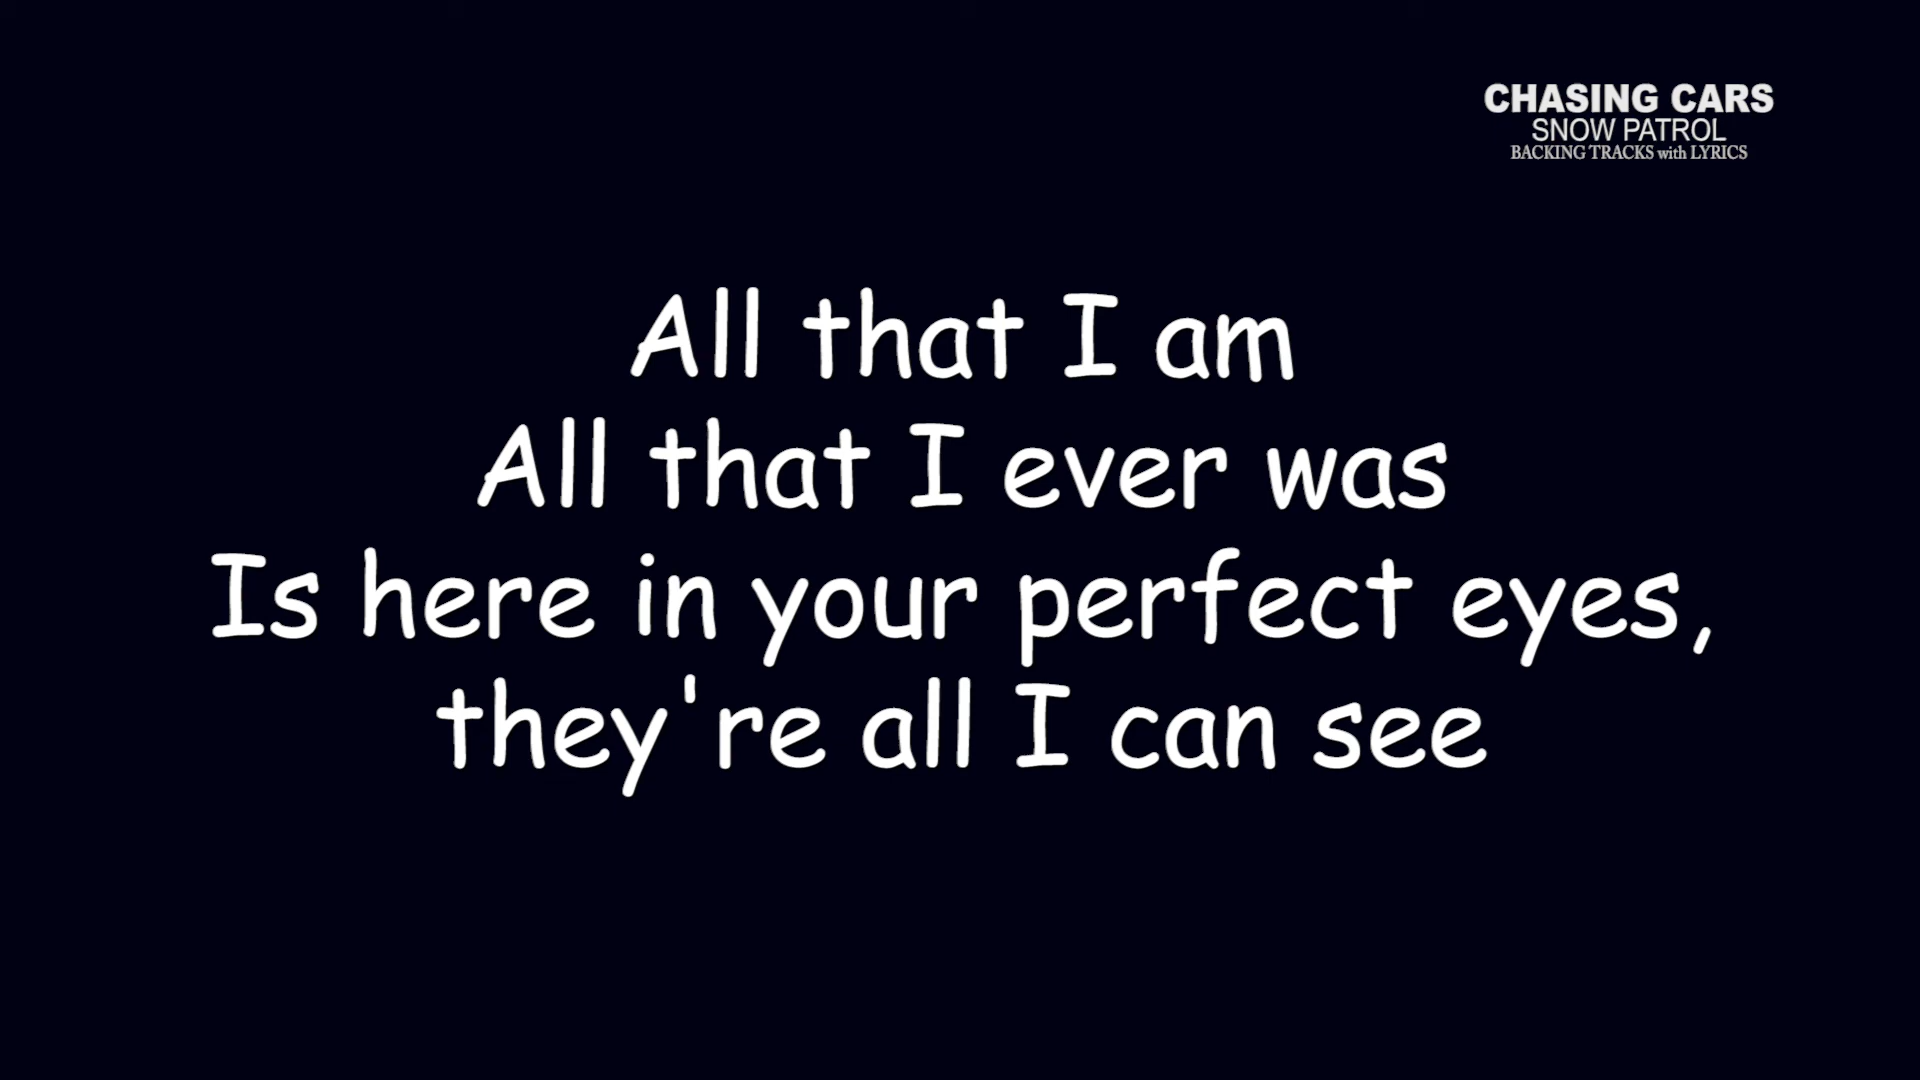 CHASING CARS
SNOW PATROL
BACKING TRACKS with LYRICS
All that I am
All that I ever was
Is here in your perfect eyes,
they're all I can see